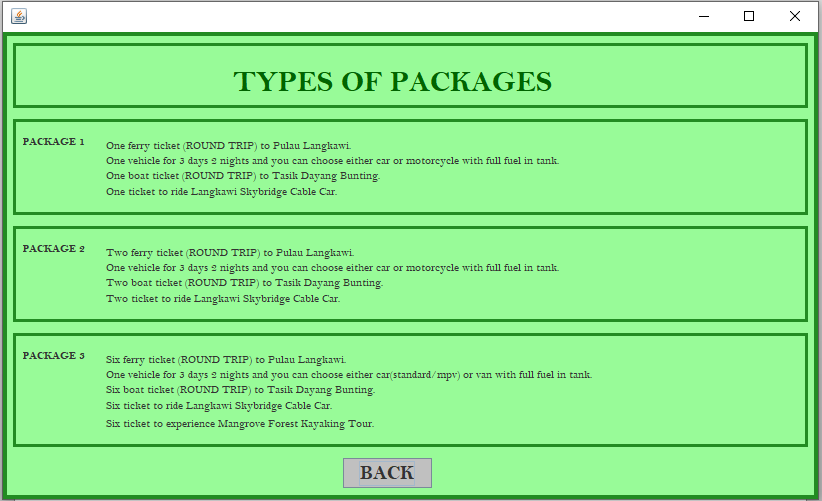 TYPES OF PACKAGES
PACKAGE 1
One ferry ticket (ROUND TRIP) to Pulau Langkawi.
One vehicle for 3 days 2 nights and you can choose either car or motorcycle with full fuel in tank.
One boat ticket (ROUND TRIP) to Tasik Dayang Bunting.
One ticket to ride Langkawi Skybridge Cable Car.
PACKAGE 2
Two ferry ticket (ROUND TRIP) to Pulau Langkawi.
One vehicle for 3 days 2 nights and you can choose either car or motorcycle with full fuel in tank.
Two boat ticket (ROUND TRIP) to Tasik Dayang Bunting.
Two ticket to ride Langkawi Skybridge Cable Car.
PACKAGE 3
Six ferry ticket (ROUND TRIP) to Pulau Langkawi.
One vehicle for 3 days 2 nights and you can choose either car(standard/mpv) or van with full fuel in tank.
Six boat ticket (ROUND TRIP) to Tasik Dayang Bunting.
Six ticket to ride Langkawi Skybridge Cable Car.
Six ticket to experience Mangrove Forest Kayaking Tour.
BACK